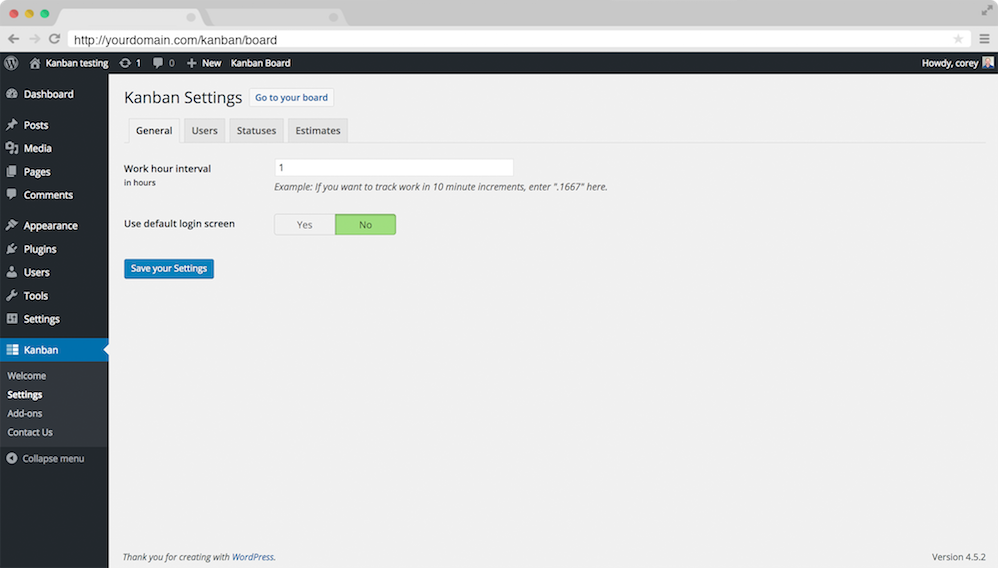 http://yourdomain.com/kanban/board
Kanban testing 1 0 New Kanban Board Howdy, corey
Dashboard
Posts
Media
Pages
Comments
Appearance
Plugins
Users
Tools
Settings
Kanban
Welcome
Settings
Add-ons
Contact Us
Collapse menu
Kanban Settings Go to your board
General Users Statuses Estimates
Work hour interval 1
in hours
Example: If you want to track work in 10 minute increments, enter ".1667" here.
Use default login screen Yes No
Save your Settings
Thank you for creating with WordPress. Version 4.5.2